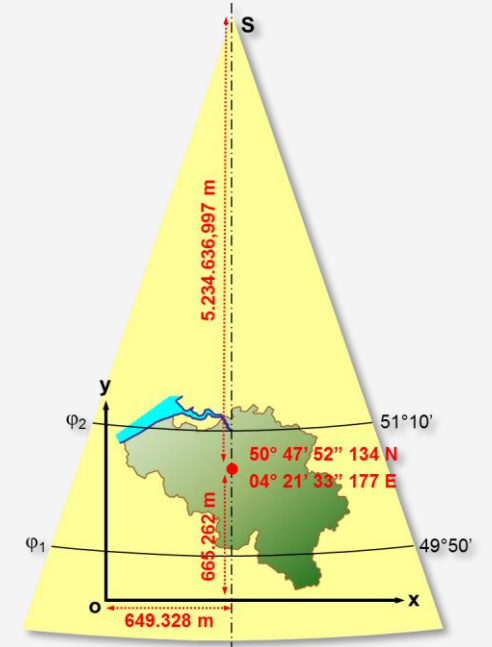 S
5.234.636,997 m
y
φ2
51°10'
50° 47' 52" 134 N
04° 21' 33" 177 E
665.262 m
φ1
49°50'
o
x
649.328 m